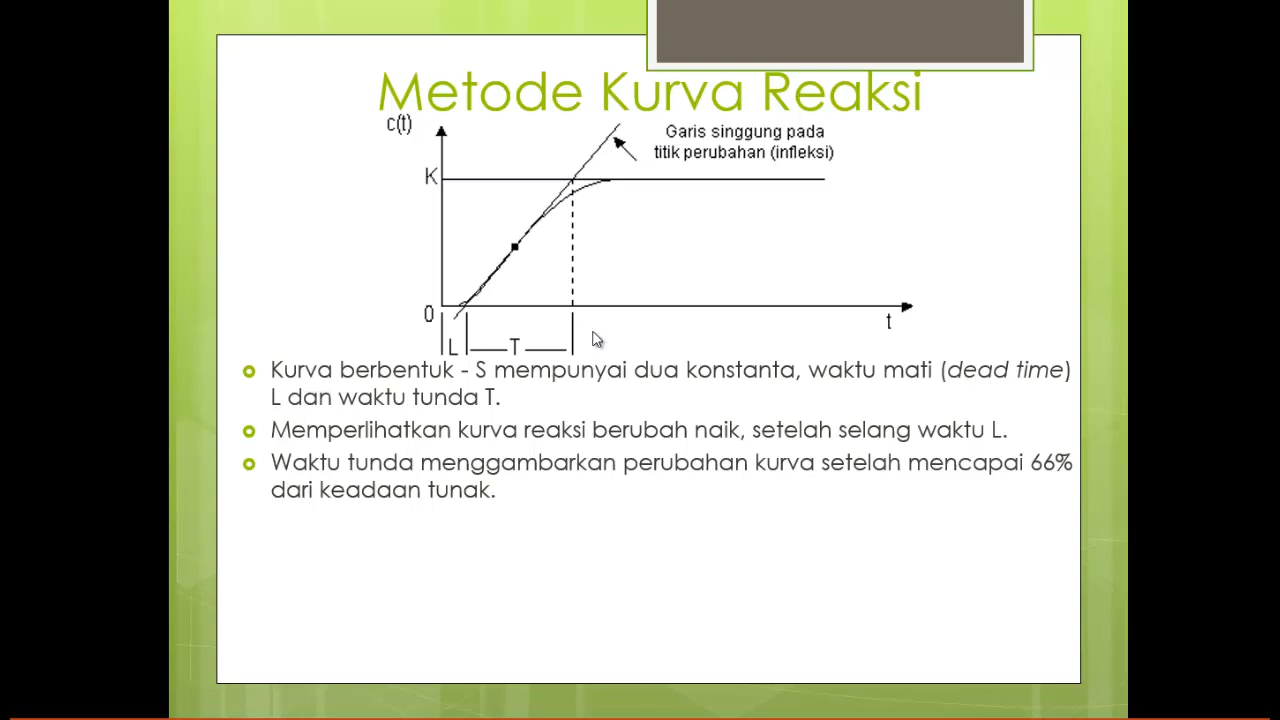 Metode Kurva Reaksi
c(t)
Garis singgung pada
titik perubahan (infleksi)
K
0
t
L
T
Kurva berbentuk - S mempunyai dua konstanta, waktu mati (dead time)
L dan waktu tunda T.
Memperlihatkan kurva reaksi berubah naik, setelah selang waktu L.
Waktu tunda menggambarkan perubahan kurva setelah mencapai 66%
dari keadaan tunak.